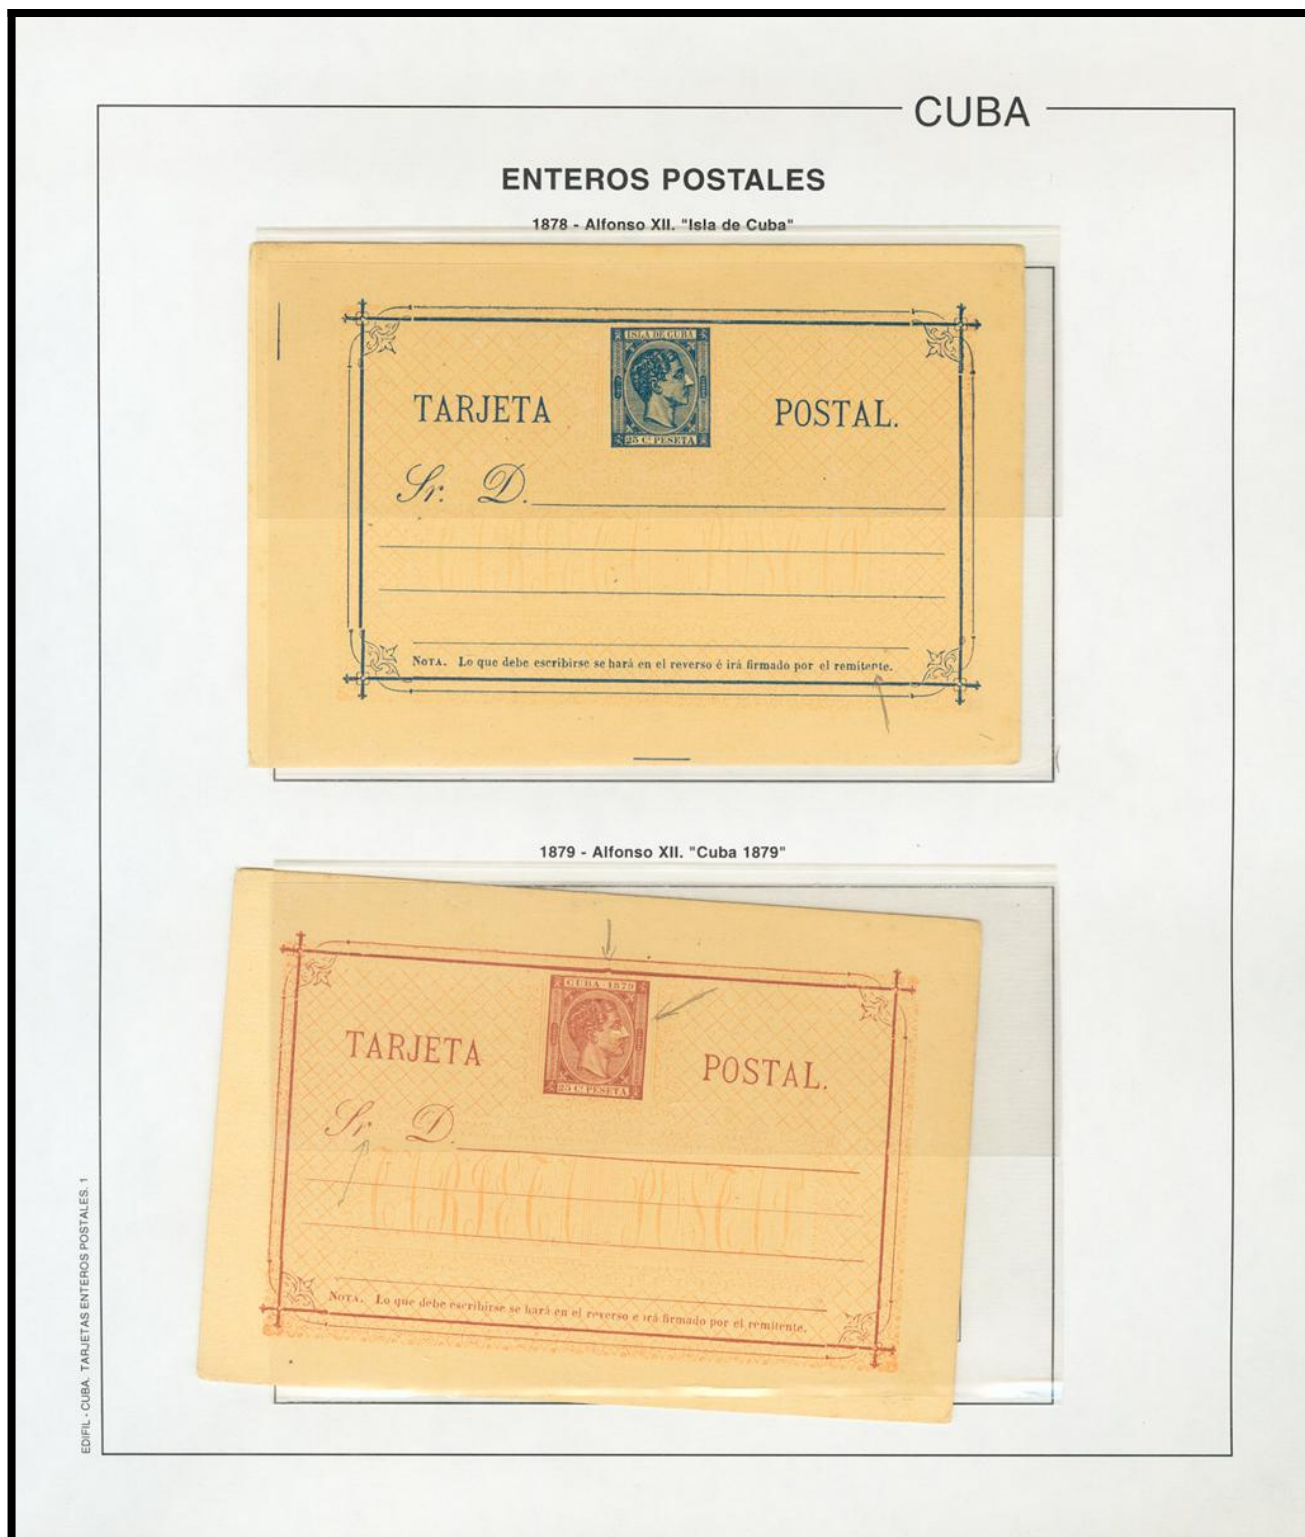 CUBA
ENTEROS POSTALES
1878 - Alfonso XII. "Isla de Cuba"
ISLA DE CUBA
TARJETA
POSTAL.
25 Cs PESETA
Sr. D.
NOTA. Lo que debe escribirse se hará en el reverso é irá firmado por el remitente.
1879 - Alfonso XII. "Cuba 1879"
CUBA 1879
TARJETA
POSTAL.
25 Cs PESETA
Sr D.
NOTA. Lo que debe escribirse se hará en el reverso e irá firmado por el remitente.
EDIFIL - CUBA. TARJETAS ENTEROS POSTALES. 1